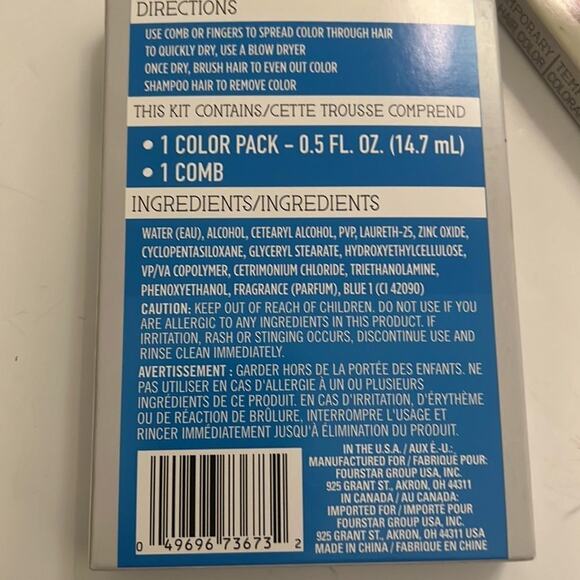 DIRECTIONS
USE COMB OR FINGERS TO SPREAD COLOR THROUGH HAIR
TO QUICKLY DRY, USE A BLOW DRYER
ONCE DRY, BRUSH HAIR TO EVEN OUT COLOR
SHAMPOO HAIR TO REMOVE COLOR
THIS KIT CONTAINS/CETTE TROUSSE COMPREND
• 1 COLOR PACK – 0.5 FL. OZ. (14.7 mL)
• 1 COMB
INGREDIENTS/INGREDIENTS
WATER (EAU), ALCOHOL, CETEARYL ALCOHOL, PVP, LAURETH-25, ZINC OXIDE,
CYCLOPENTASILOXANE, GLYCERYL STEARATE, HYDROXYETHYLCELLULOSE,
VP/VA COPOLYMER, CETRIMONIUM CHLORIDE, TRIETHANOLAMINE,
PHENOXYETHANOL, FRAGRANCE (PARFUM), BLUE 1 (CI 42090)
CAUTION: KEEP OUT OF REACH OF CHILDREN. DO NOT USE IF YOU
ARE ALLERGIC TO ANY INGREDIENTS IN THIS PRODUCT. IF
IRRITATION, RASH OR STINGING OCCURS, DISCONTINUE USE AND
RINSE CLEAN IMMEDIATELY.
AVERTISSEMENT : GARDER HORS DE LA PORTÉE DES ENFANTS. NE
PAS UTILISER EN CAS D'ALLERGIE À UN OU PLUSIEURS
INGRÉDIENTS DE CE PRODUIT. EN CAS D'IRRITATION, D'ÉRYTHÈME
OU DE RÉACTION DE BRÛLURE, INTERROMPRE L'USAGE ET
RINCER IMMÉDIATEMENT JUSQU'À ÉLIMINATION DU PRODUIT.
IN THE U.S.A. / AUX É.-U.:
MANUFACTURED FOR / FABRIQUÉ POUR:
FOURSTAR GROUP USA, INC.
925 GRANT ST., AKRON, OH 44311
IN CANADA / AU CANADA:
IMPORTED FOR / IMPORTÉ POUR
FOURSTAR GROUP USA, INC.
925 GRANT ST., AKRON, OH 44311 USA
MADE IN CHINA / FABRIQUÉ EN CHINE
0 49696 73673 2
HAIR COLOR